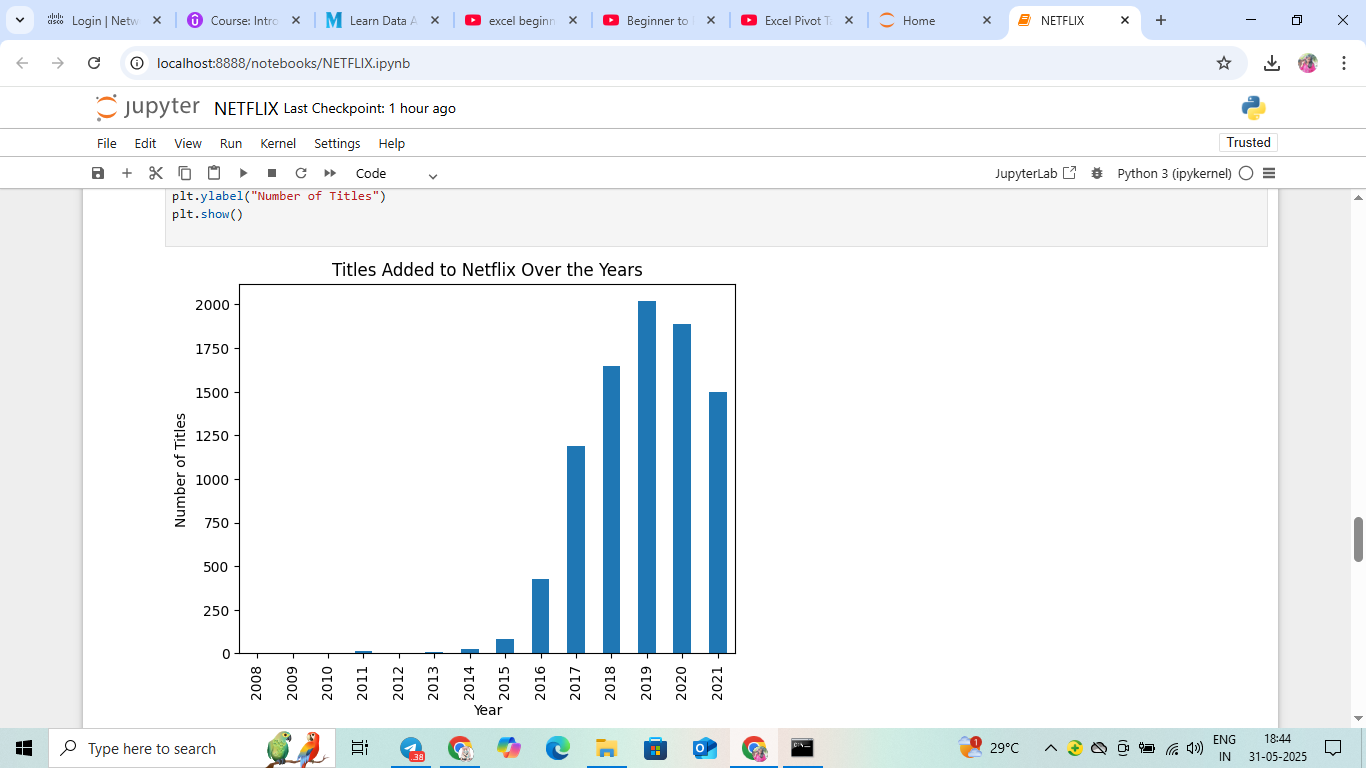 Login | Netw
Course: Intro
M Learn Data A
excel beginn
Beginner to
Excel Pivot T
Home
NETFLIX
localhost:8888/notebooks/NETFLIX.ipynb
jupyter NETFLIX Last Checkpoint: 1 hour ago
File Edit View Run Kernel Settings Help
Trusted
Code
JupyterLab
Python 3 (ipykernel)
plt.ylabel("Number of Titles")
plt.show()
Titles Added to Netflix Over the Years
Number of Titles
2000
1750
1500
1250
1000
750
500
250
0
2008 2009 2010 2011 2012 2013 2014 2015 2016 2017 2018 2019 2020 2021
Year
Type here to search
38
1
29°C
ENG
IN
18:44
31-05-2025